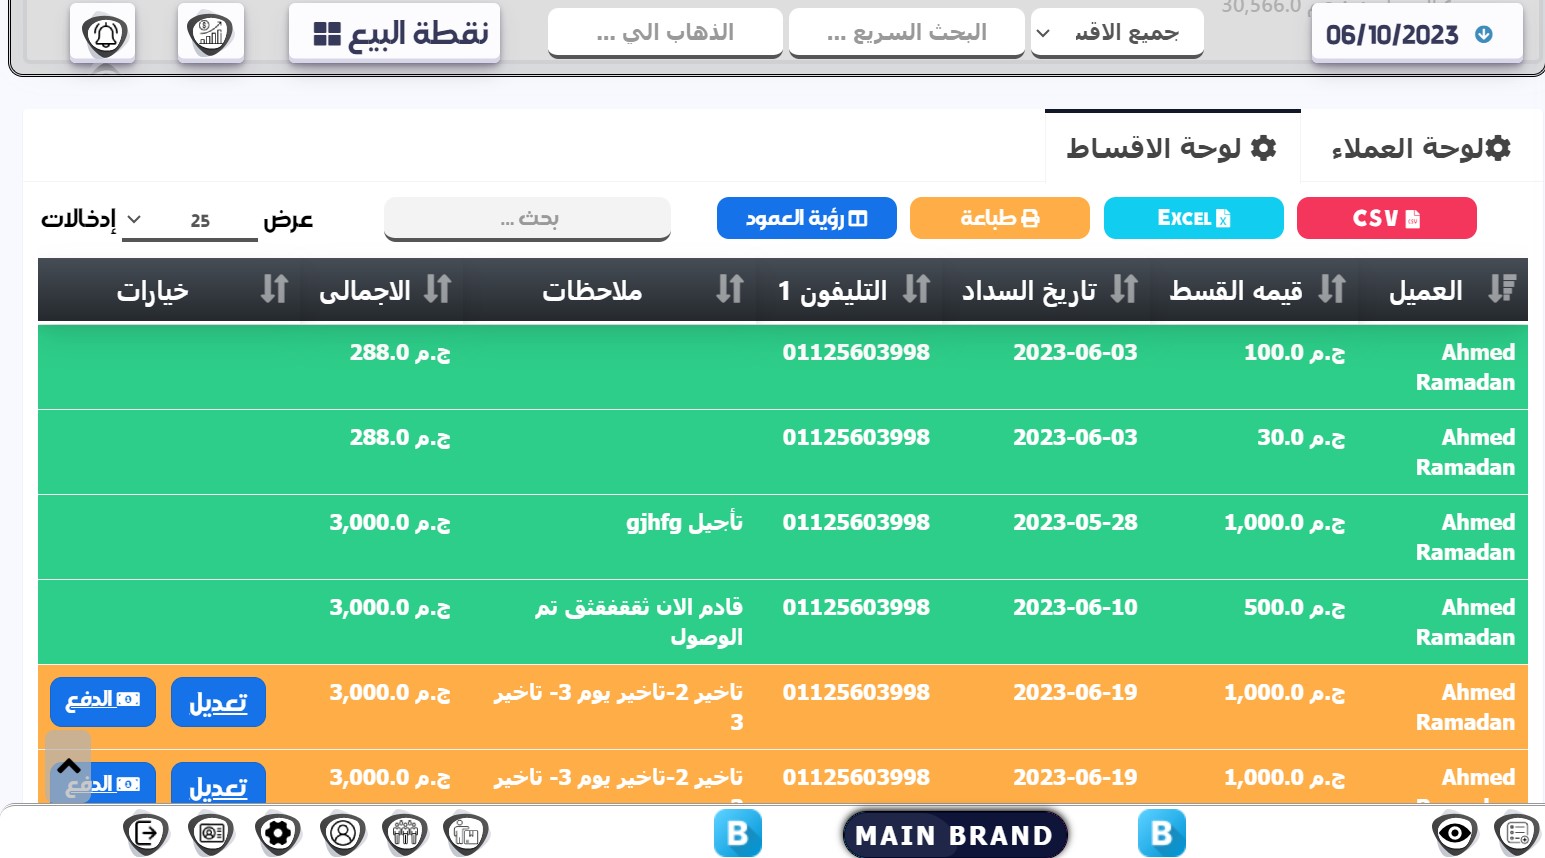 30,566.0
06/10/2023
جميع الاقس
البحث السريع ...
الذهاب الي ...
نقطة البيع
لوحة العملاء
لوحة الاقساط
CSV
EXCEL
طباعة
رؤية العمود
بحث ...
عرض 25 إدخالات
العميل قيمه القسط تاريخ السداد التليفون 1 ملاحظات الاجمالى خيارات
Ahmed Ramadan ج.م 100.0 2023-06-03 01125603998 ج.م 288.0
Ahmed Ramadan ج.م 30.0 2023-06-03 01125603998 ج.م 288.0
Ahmed Ramadan ج.م 1,000.0 2023-05-28 01125603998 تأجيل gjhfg ج.م 3,000.0
Ahmed Ramadan ج.م 500.0 2023-06-10 01125603998 قادم الان ثقققفقثق تم الوصول ج.م 3,000.0
Ahmed Ramadan ج.م 1,000.0 2023-06-19 01125603998 تاخير 2-تاخير يوم 3- تاخير 3 ج.م 3,000.0 تعديل الدفع
Ahmed ج.م 1,000.0 2023-06-19 01125603998 تاخير 2-تاخير يوم 3- تاخير ج.م 3,000.0 تعديل الدفع
B
MAIN BRAND
B